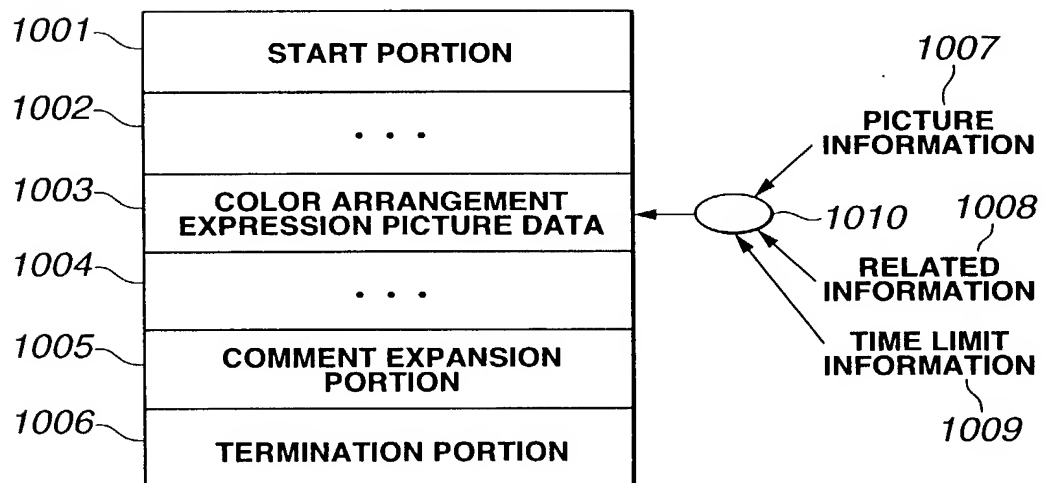 1001
START PORTION
1002
. . .
1003
COLOR ARRANGEMENT
EXPRESSION PICTURE DATA
1004
. . .
1005
COMMENT EXPANSION
PORTION
1006
TERMINATION PORTION
1007
PICTURE
INFORMATION
1010
1008
RELATED
INFORMATION
TIME LIMIT
INFORMATION
1009